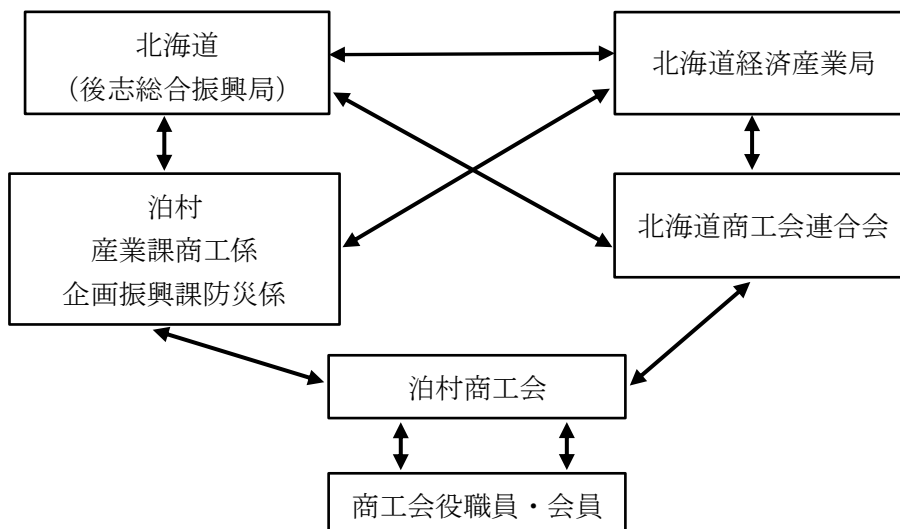 北海道
（後志総合振興局）
北海道経済産業局
泊村
産業課商工係
企画振興課防災係
北海道商工会連合会
泊村商工会
商工会役職員・会員